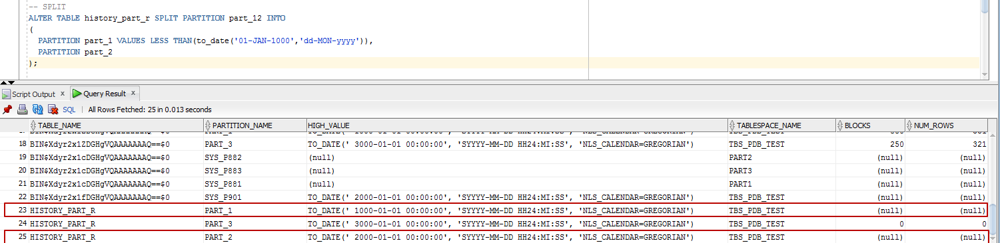 -- SPLIT
ALTER TABLE history_part_r SPLIT PARTITION part_12 INTO
(
PARTITION part_1 VALUES LESS THAN(to_date('01-JAN-1000','dd-MON-yyyy')),
PARTITION part_2
);
Script Output x Query Result x
SQL | All Rows Fetched: 25 in 0.013 seconds
TABLE_NAME PARTITION_NAME HIGH_VALUE TABLESPACE_NAME BLOCKS NUM_ROWS
18 BIN$Xdyr2x1ZDGHgVQAAAAAAAQ==$0 PART_3 TO_DATE(' 3000-01-01 00:00:00', 'SYYYY-MM-DD HH24:MI:SS', 'NLS_CALENDAR=GREGORIAN') TBS_PDB_TEST 250 321
19 BIN$Xdyr2x1cDGHgVQAAAAAAAQ==$0 SYS_P882 (null) PART2 (null) (null)
20 BIN$Xdyr2x1cDGHgVQAAAAAAAQ==$0 SYS_P883 (null) PART3 (null) (null)
21 BIN$Xdyr2x1cDGHgVQAAAAAAAQ==$0 SYS_P881 (null) PART1 (null) (null)
22 BIN$Xdyr2x1fDGHgVQAAAAAAAQ==$0 SYS_P901 TO_DATE(' 2000-01-01 00:00:00', 'SYYYY-MM-DD HH24:MI:SS', 'NLS_CALENDAR=GREGORIAN') TBS_PDB_TEST (null) (null)
23 HISTORY_PART_R PART_1 TO_DATE(' 1000-01-01 00:00:00', 'SYYYY-MM-DD HH24:MI:SS', 'NLS_CALENDAR=GREGORIAN') TBS_PDB_TEST (null) (null)
24 HISTORY_PART_R PART_3 TO_DATE(' 3000-01-01 00:00:00', 'SYYYY-MM-DD HH24:MI:SS', 'NLS_CALENDAR=GREGORIAN') TBS_PDB_TEST 0 0
25 HISTORY_PART_R PART_2 TO_DATE(' 2000-01-01 00:00:00', 'SYYYY-MM-DD HH24:MI:SS', 'NLS_CALENDAR=GREGORIAN') TBS_PDB_TEST (null) (null)